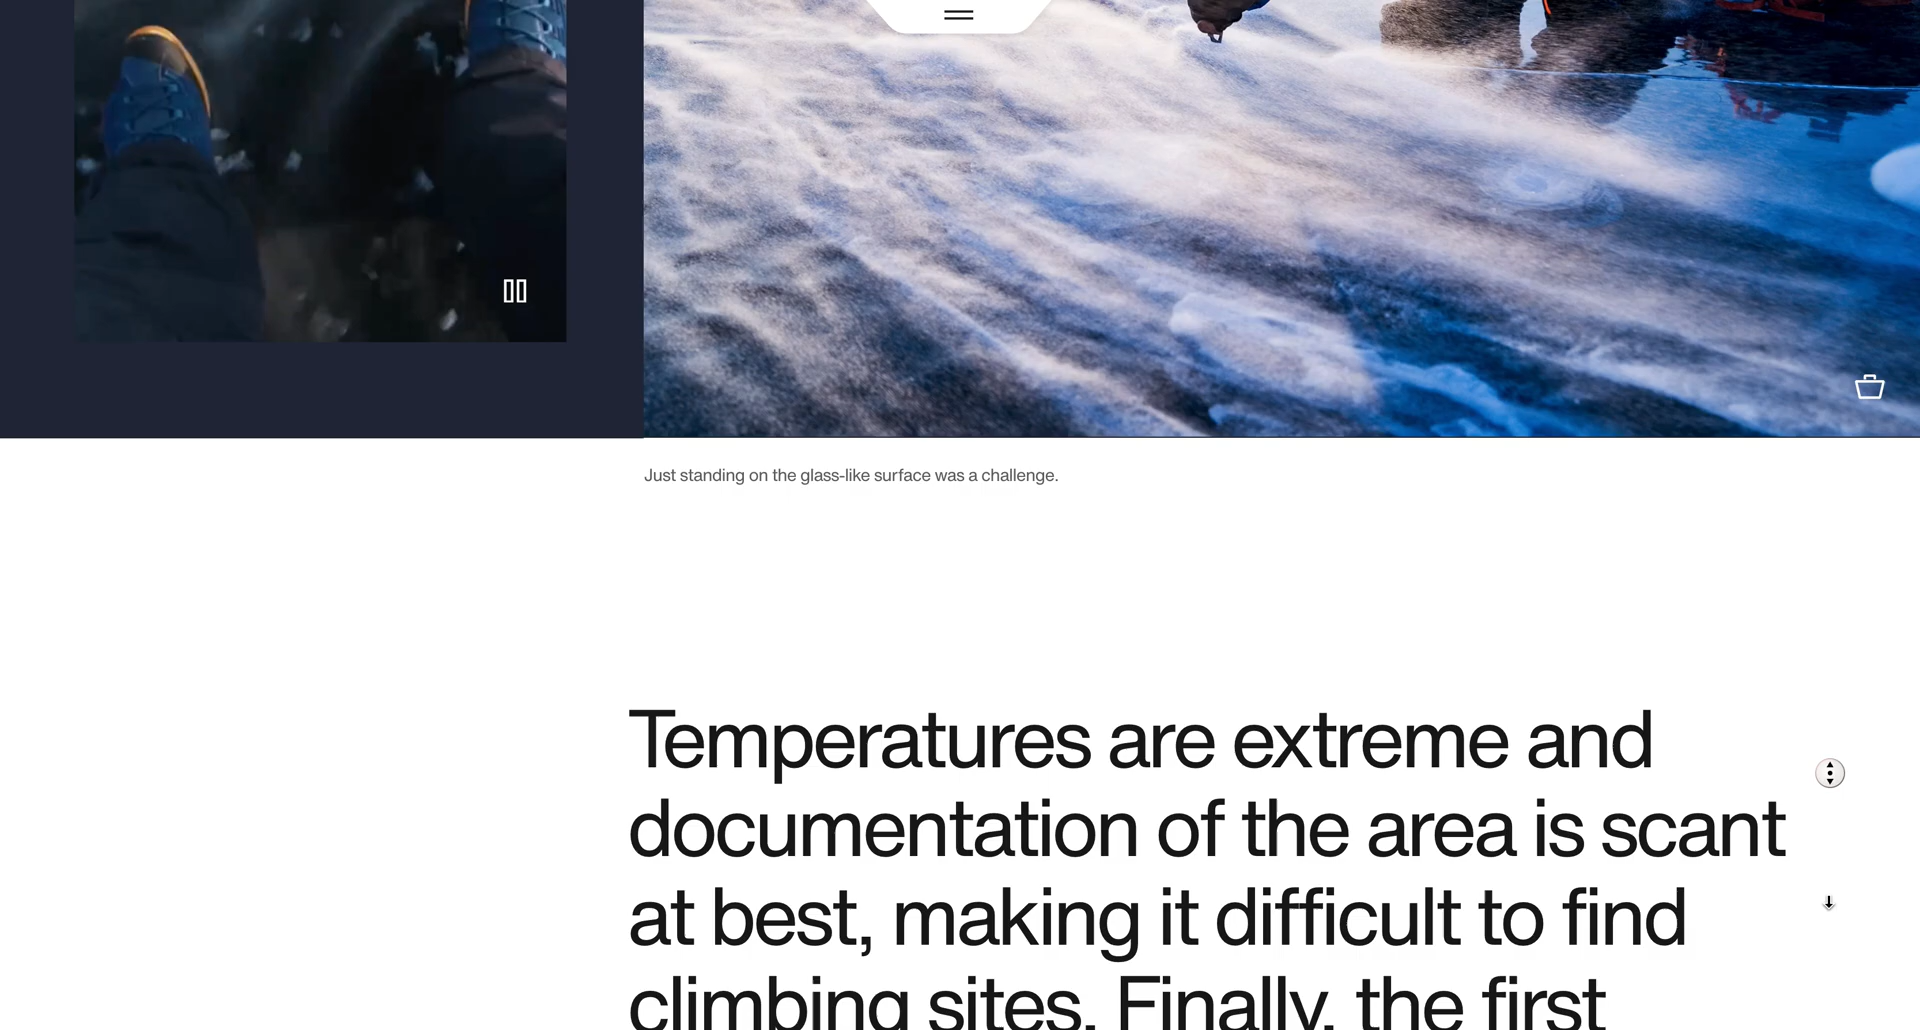 Just standing on the glass-like surface was a challenge.
Temperatures are extreme and
documentation of the area is scant
at best, making it difficult to find
climbing sites. Finally, the first